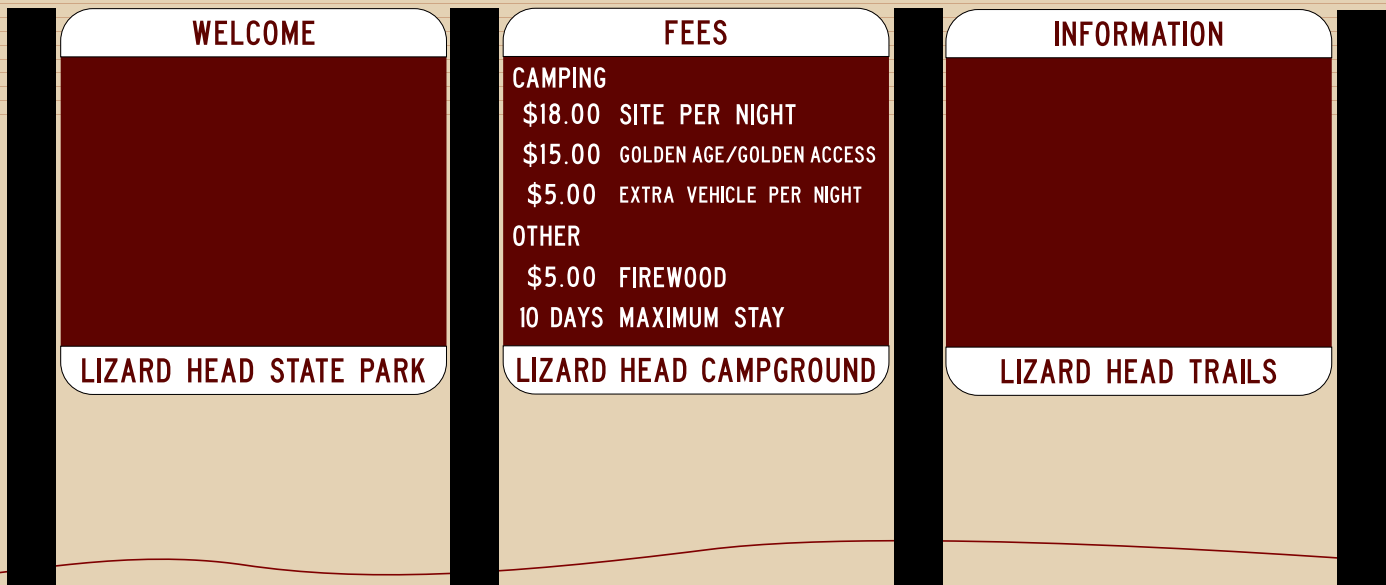 WELCOME
LIZARD HEAD STATE PARK
FEES
CAMPING
$18.00 SITE PER NIGHT
$15.00 GOLDEN AGE/GOLDEN ACCESS
$5.00 EXTRA VEHICLE PER NIGHT
OTHER
$5.00 FIREWOOD
10 DAYS MAXIMUM STAY
LIZARD HEAD CAMPGROUND
INFORMATION
LIZARD HEAD TRAILS